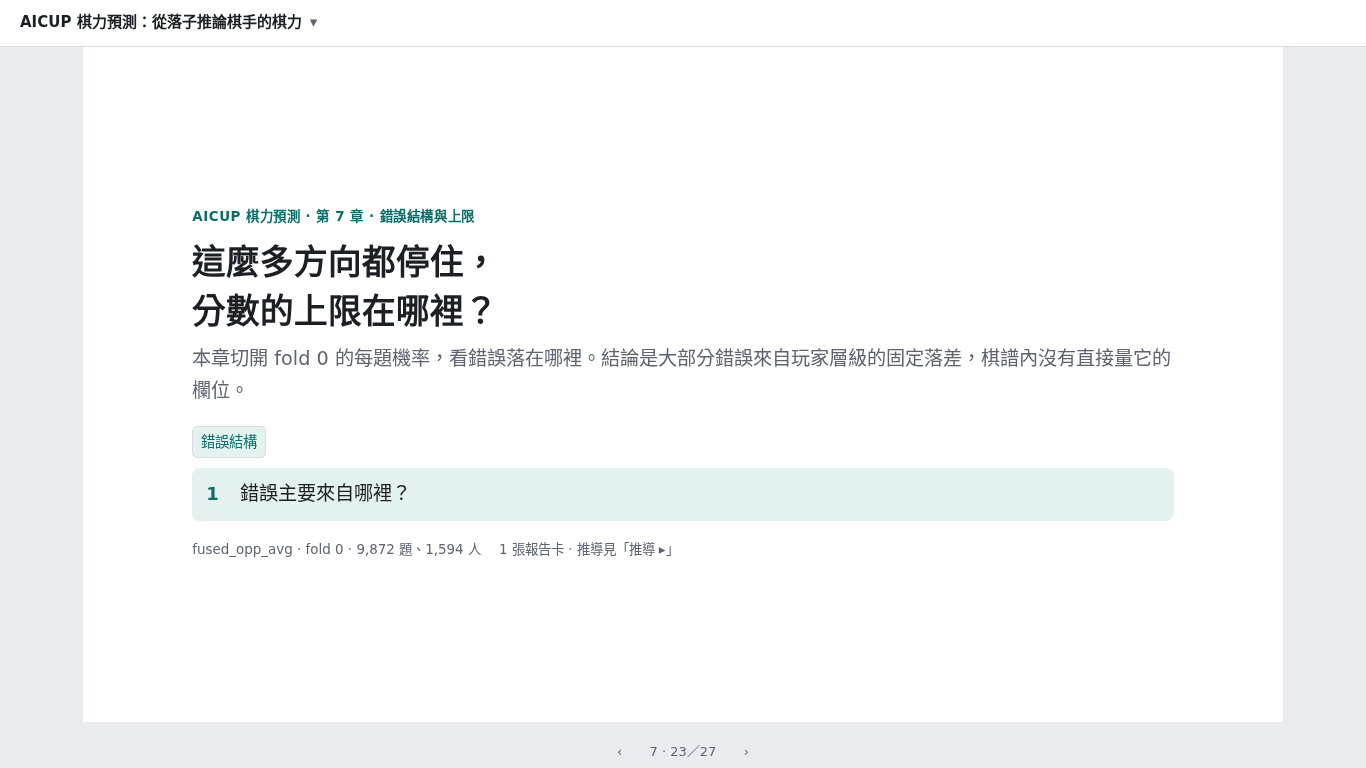 AICUP 棋力預測：從落子推論棋手的棋力 ▾
AICUP 棋力預測 · 第 7 章 · 錯誤結構與上限
這麼多方向都停住，
分數的上限在哪裡？
本章切開 fold 0 的每題機率，看錯誤落在哪裡。結論是大部分錯誤來自玩家層級的固定落差，棋譜內沒有直接量它的
欄位。
錯誤結構
1 錯誤主要來自哪裡？
fused_opp_avg · fold 0 · 9,872 題、1,594 人 1 張報告卡 · 推導見「推導 ▸」
‹ 7 · 23／27 ›